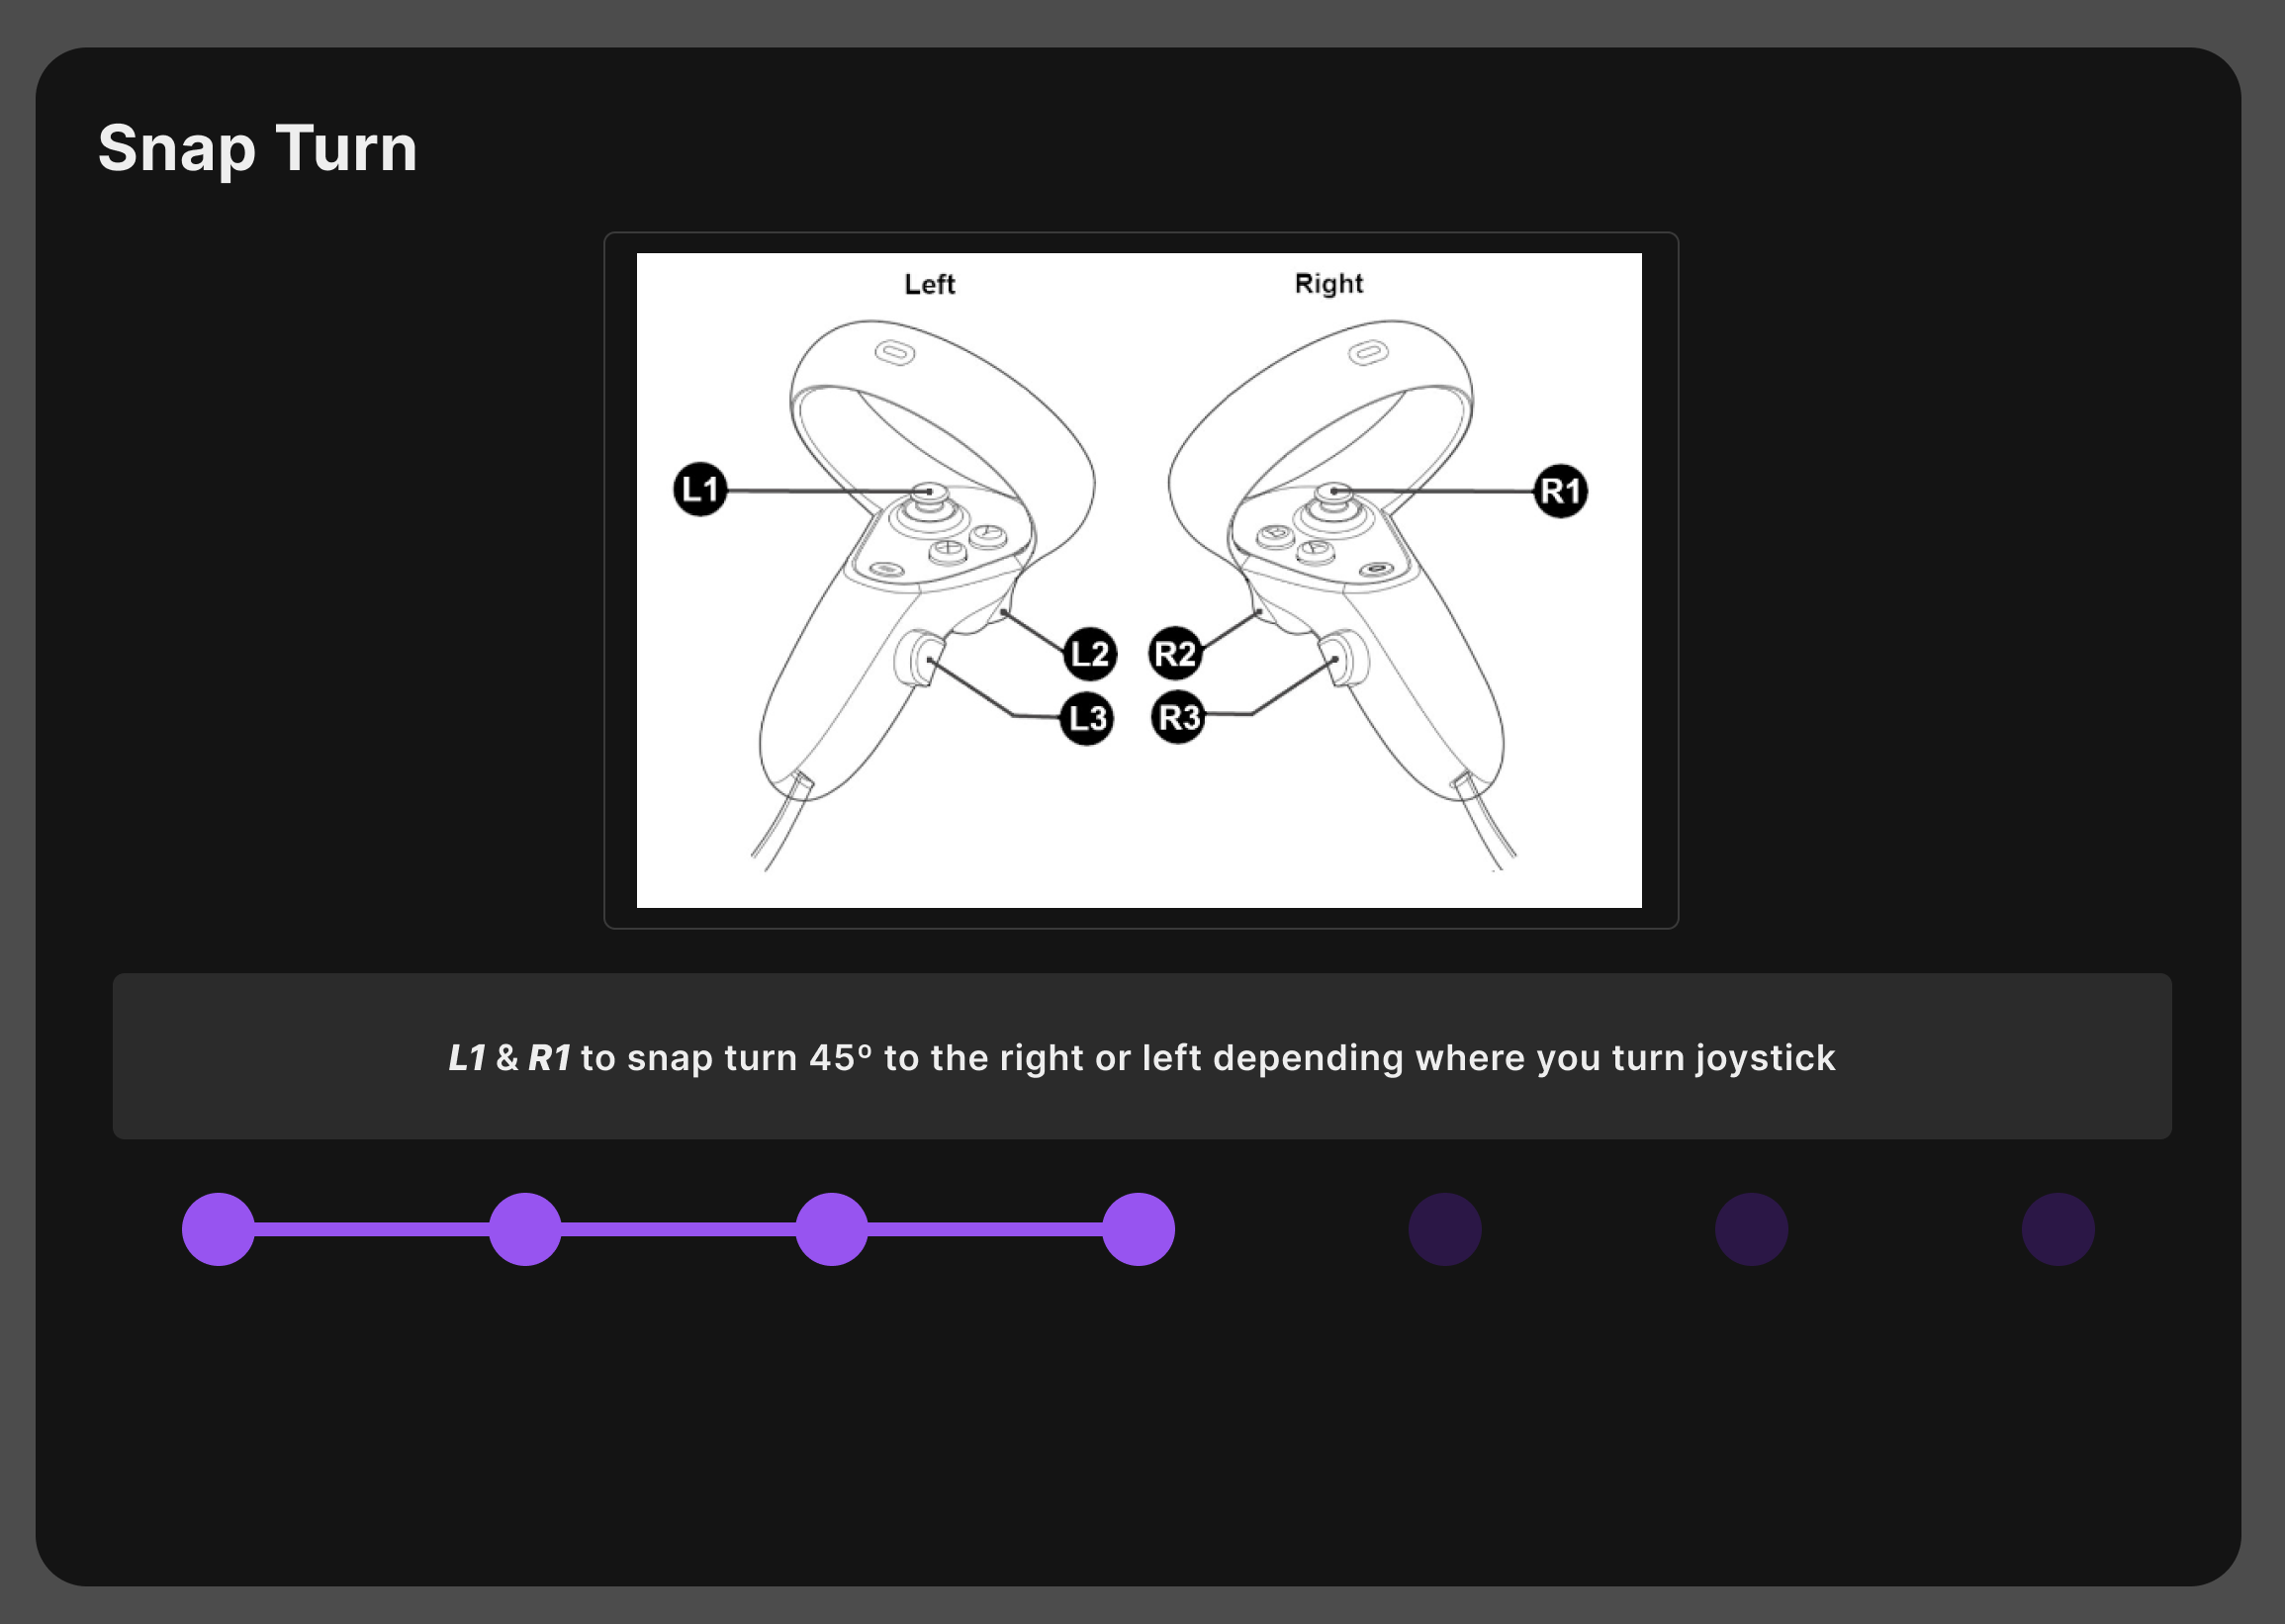 Snap Turn
Left
Right
L1
R1
L2
R2
L3
R3
L1 & R1 to snap turn 45º to the right or left depending where you turn joystick